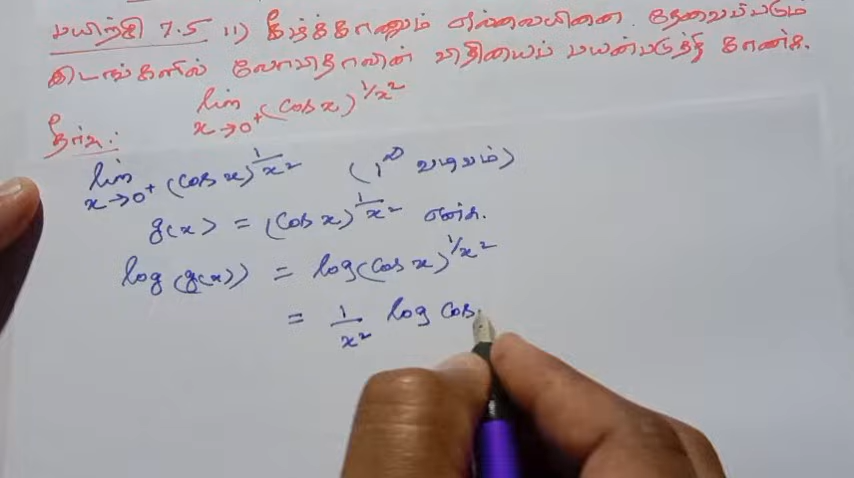 பயிற்சி 7.5 11) கீழ்க்காணும் எல்லையினை தேவைப்படும்
இடங்களில் லோபிதாலின் விதியைப் பயன்படுத்தி காண்க.
lim x→0⁺ (cos x)^1/x²
தீர்வு:
lim x→0⁺ (cos x)^1/x² (1^∞ வடிவம்)
g(x) = (cos x)^1/x² என்க.
log(g(x)) = log(cos x)^1/x²
= 1/x² log cos